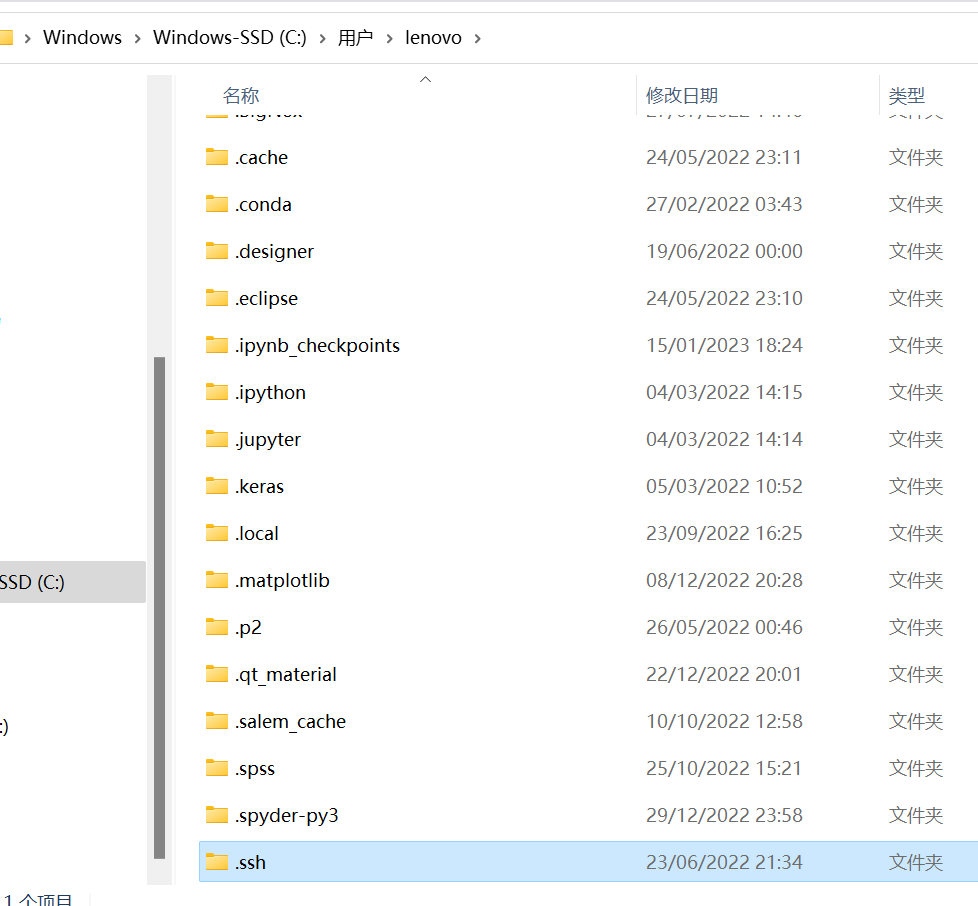 Windows > Windows-SSD (C:) > 用户 > lenovo >
名称 修改日期 类型
.cache 24/05/2022 23:11 文件夹
.conda 27/02/2022 03:43 文件夹
.designer 19/06/2022 00:00 文件夹
.eclipse 24/05/2022 23:10 文件夹
.ipynb_checkpoints 15/01/2023 18:24 文件夹
.ipython 04/03/2022 14:15 文件夹
.jupyter 04/03/2022 14:14 文件夹
.keras 05/03/2022 10:52 文件夹
.local 23/09/2022 16:25 文件夹
.matplotlib 08/12/2022 20:28 文件夹
SSD (C:)
.p2 26/05/2022 00:46 文件夹
.qt_material 22/12/2022 20:01 文件夹
.salem_cache 10/10/2022 12:58 文件夹
:)
.spss 25/10/2022 15:21 文件夹
.spyder-py3 29/12/2022 23:58 文件夹
.ssh 23/06/2022 21:34 文件夹
1 个项目